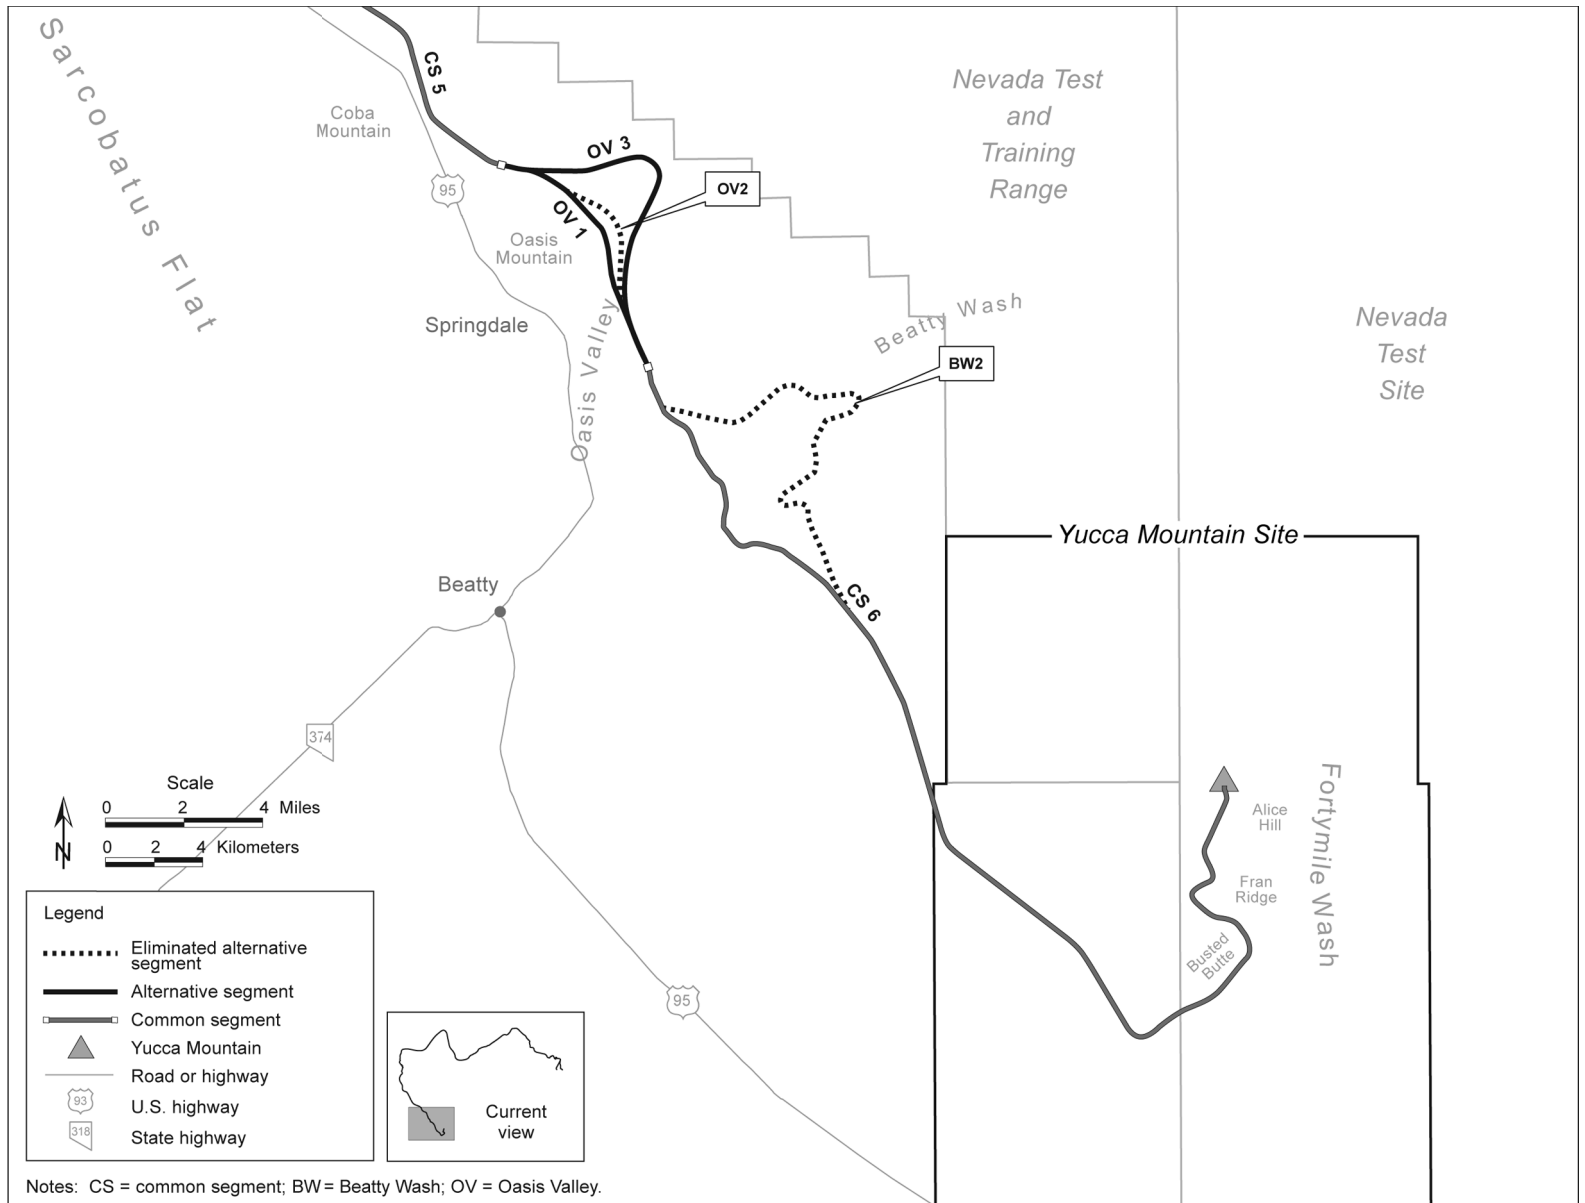 Sarcobatus Flat
CS 5
Coba
Mountain
95
OV 3
OV 1
OV2
Oasis
Mountain
Springdale
Oasis Valley
Nevada Test
and
Training
Range
Beatty Wash
BW2
Nevada
Test
Site
Yucca Mountain Site
Beatty
CS 6
374
Scale
0 2 4 Miles
0 2 4 Kilometers
N
Alice
Hill
Fran
Ridge
Busted
Butte
Fortymile Wash
95
Legend
Eliminated alternative
segment
Alternative segment
Common segment
Yucca Mountain
Road or highway
93
U.S. highway
318
State highway
Current
view
Notes: CS = common segment; BW = Beatty Wash; OV = Oasis Valley.